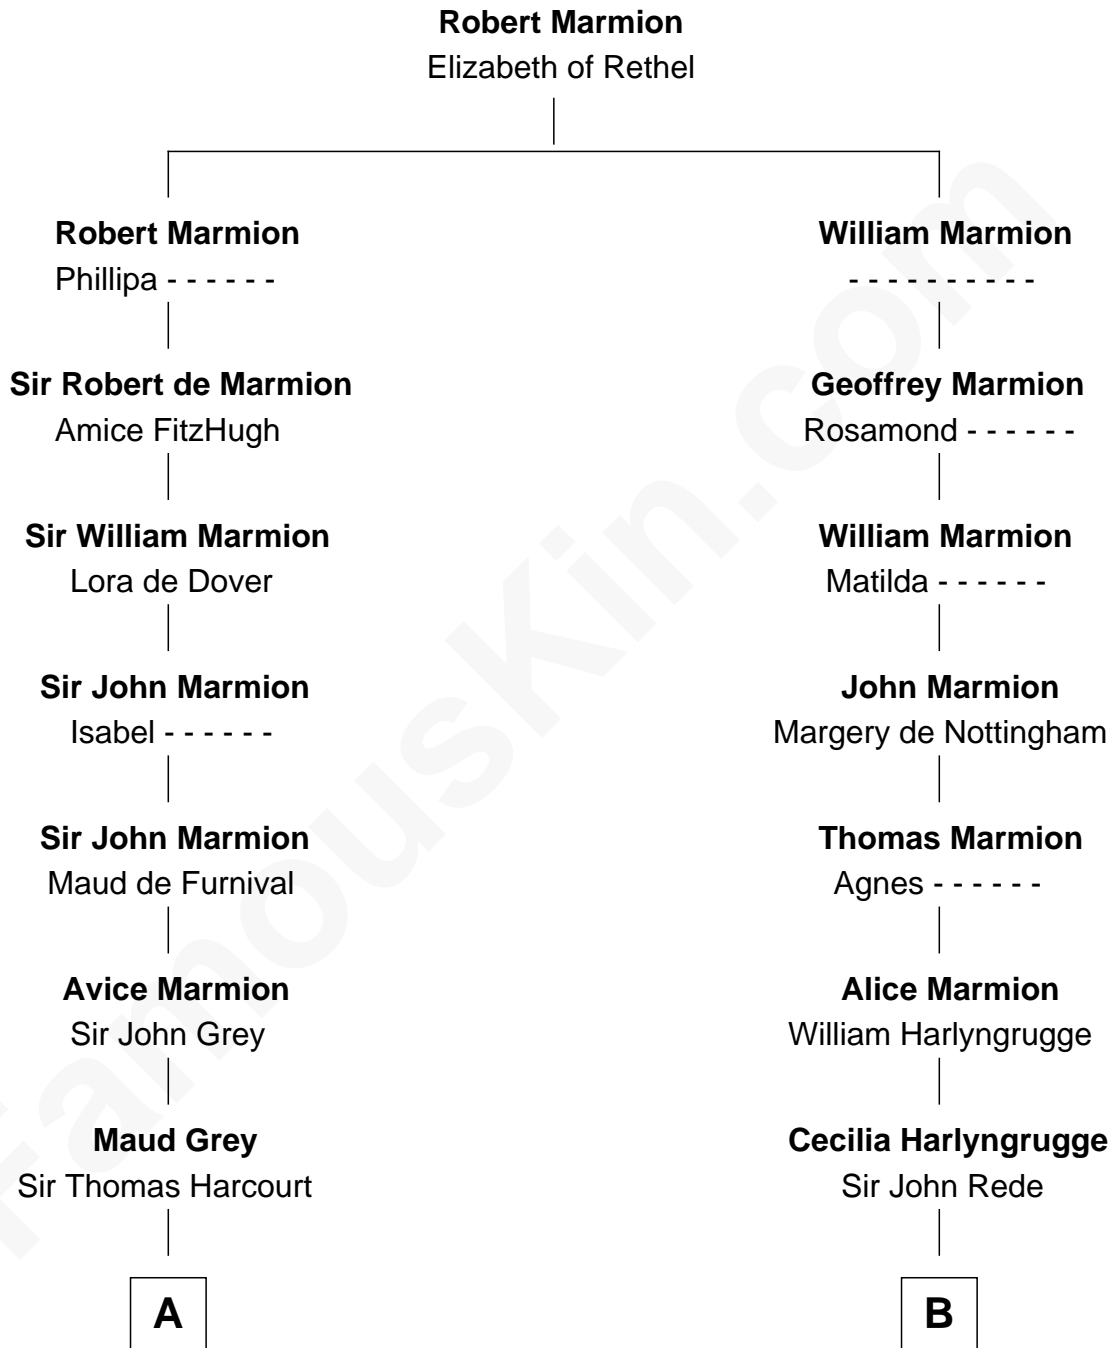 Robert Marmion
Elizabeth of Rethel
Robert Marmion
Phillipa - - - - - -
William Marmion
- - - - - - - - - -
Sir Robert de Marmion
Amice FitzHugh
Geoffrey Marmion
Rosamond - - - - - -
Sir William Marmion
Lora de Dover
William Marmion
Matilda - - - - - -
Sir John Marmion
Isabel - - - - - -
John Marmion
Margery de Nottingham
Sir John Marmion
Maud de Furnival
Thomas Marmion
Agnes - - - - - -
Avice Marmion
Sir John Grey
Alice Marmion
William Harlyngrugge
Maud Grey
Sir Thomas Harcourt
Cecilia Harlyngrugge
Sir John Rede
A
B
FamousKin.com